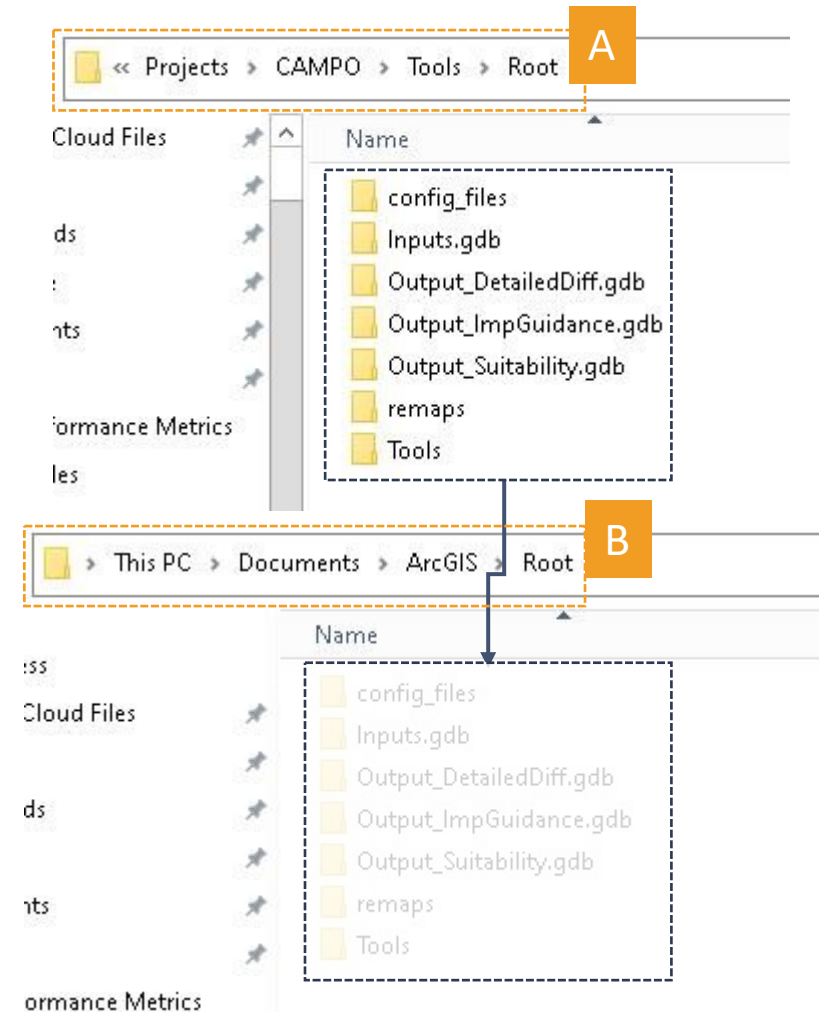 A
« Projects > CAMPO > Tools > Root
Cloud Files
Name
config_files
ds
Inputs.gdb
Output_DetailedDiff.gdb
nts
Output_ImpGuidance.gdb
Output_Suitability.gdb
remaps
formance Metrics
Tools
les
B
> This PC > Documents > ArcGIS > Root
Name
ess
config_files
Cloud Files
Inputs.gdb
Output_DetailedDiff.gdb
ds
Output_ImpGuidance.gdb
Output_Suitability.gdb
nts
remaps
Tools
ormance Metrics